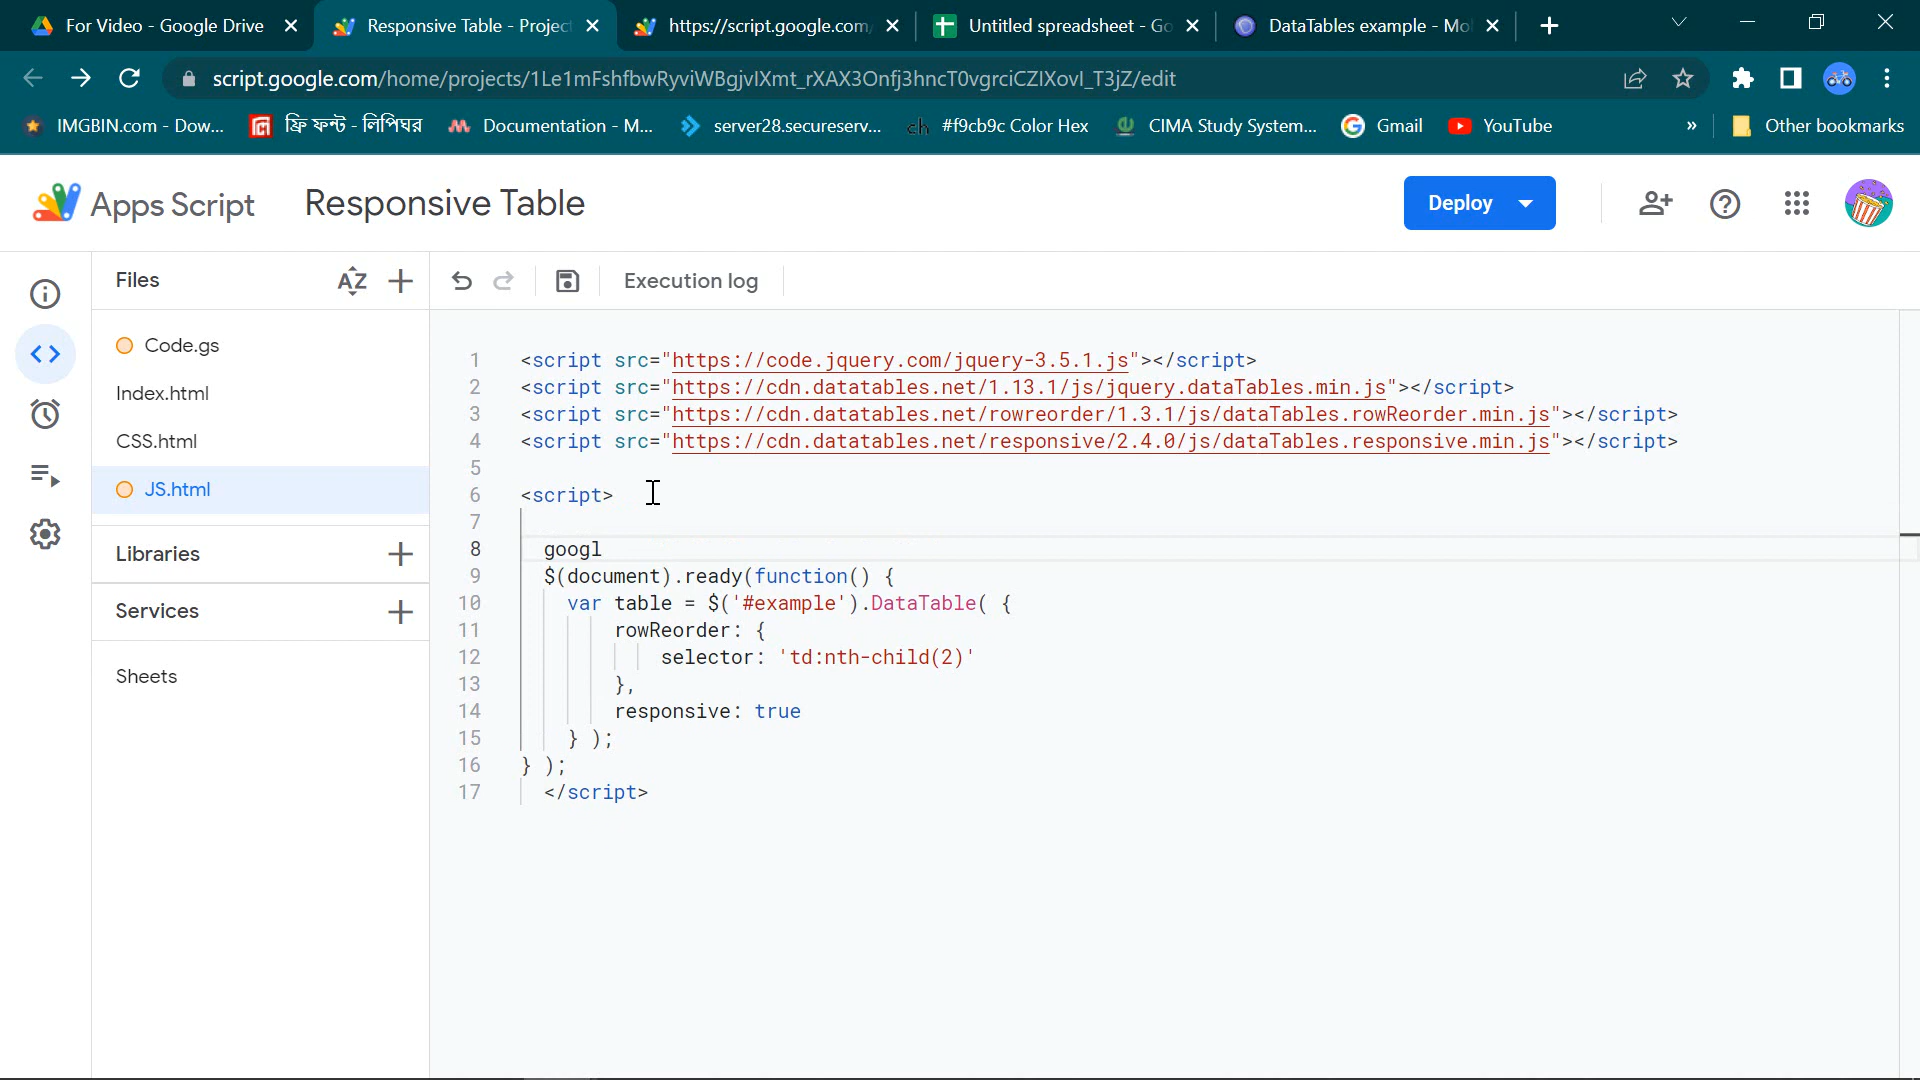 For Video - Google Drive
Responsive Table - Project
https://script.google.com/
Untitled spreadsheet - Go
DataTables example - Mo
script.google.com/home/projects/1Le1mFshfbwRyviWBgjvlXmt_rXAX3Onfj3hncT0vgrciCZlXovl_T3jZ/edit
IMGBIN.com - Dow...
ফ্রি ফন্ট - লিপিঘর
Documentation - M...
server28.secureserv...
ch #f9cb9c Color Hex
CIMA Study System...
Gmail
YouTube
»
Other bookmarks
Apps Script
Responsive Table
Deploy
Files
AZ
Execution log
Code.gs
Index.html
CSS.html
JS.html
Libraries
Services
Sheets
1 <script src="https://code.jquery.com/jquery-3.5.1.js"></script>
2 <script src="https://cdn.datatables.net/1.13.1/js/jquery.dataTables.min.js"></script>
3 <script src="https://cdn.datatables.net/rowreorder/1.3.1/js/dataTables.rowReorder.min.js"></script>
4 <script src="https://cdn.datatables.net/responsive/2.4.0/js/dataTables.responsive.min.js"></script>
5
6 <script>
7
8 googl
9 $(document).ready(function() {
10 var table = $('#example').DataTable( {
11 rowReorder: {
12 selector: 'td:nth-child(2)'
13 },
14 responsive: true
15 } );
16 } );
17 </script>